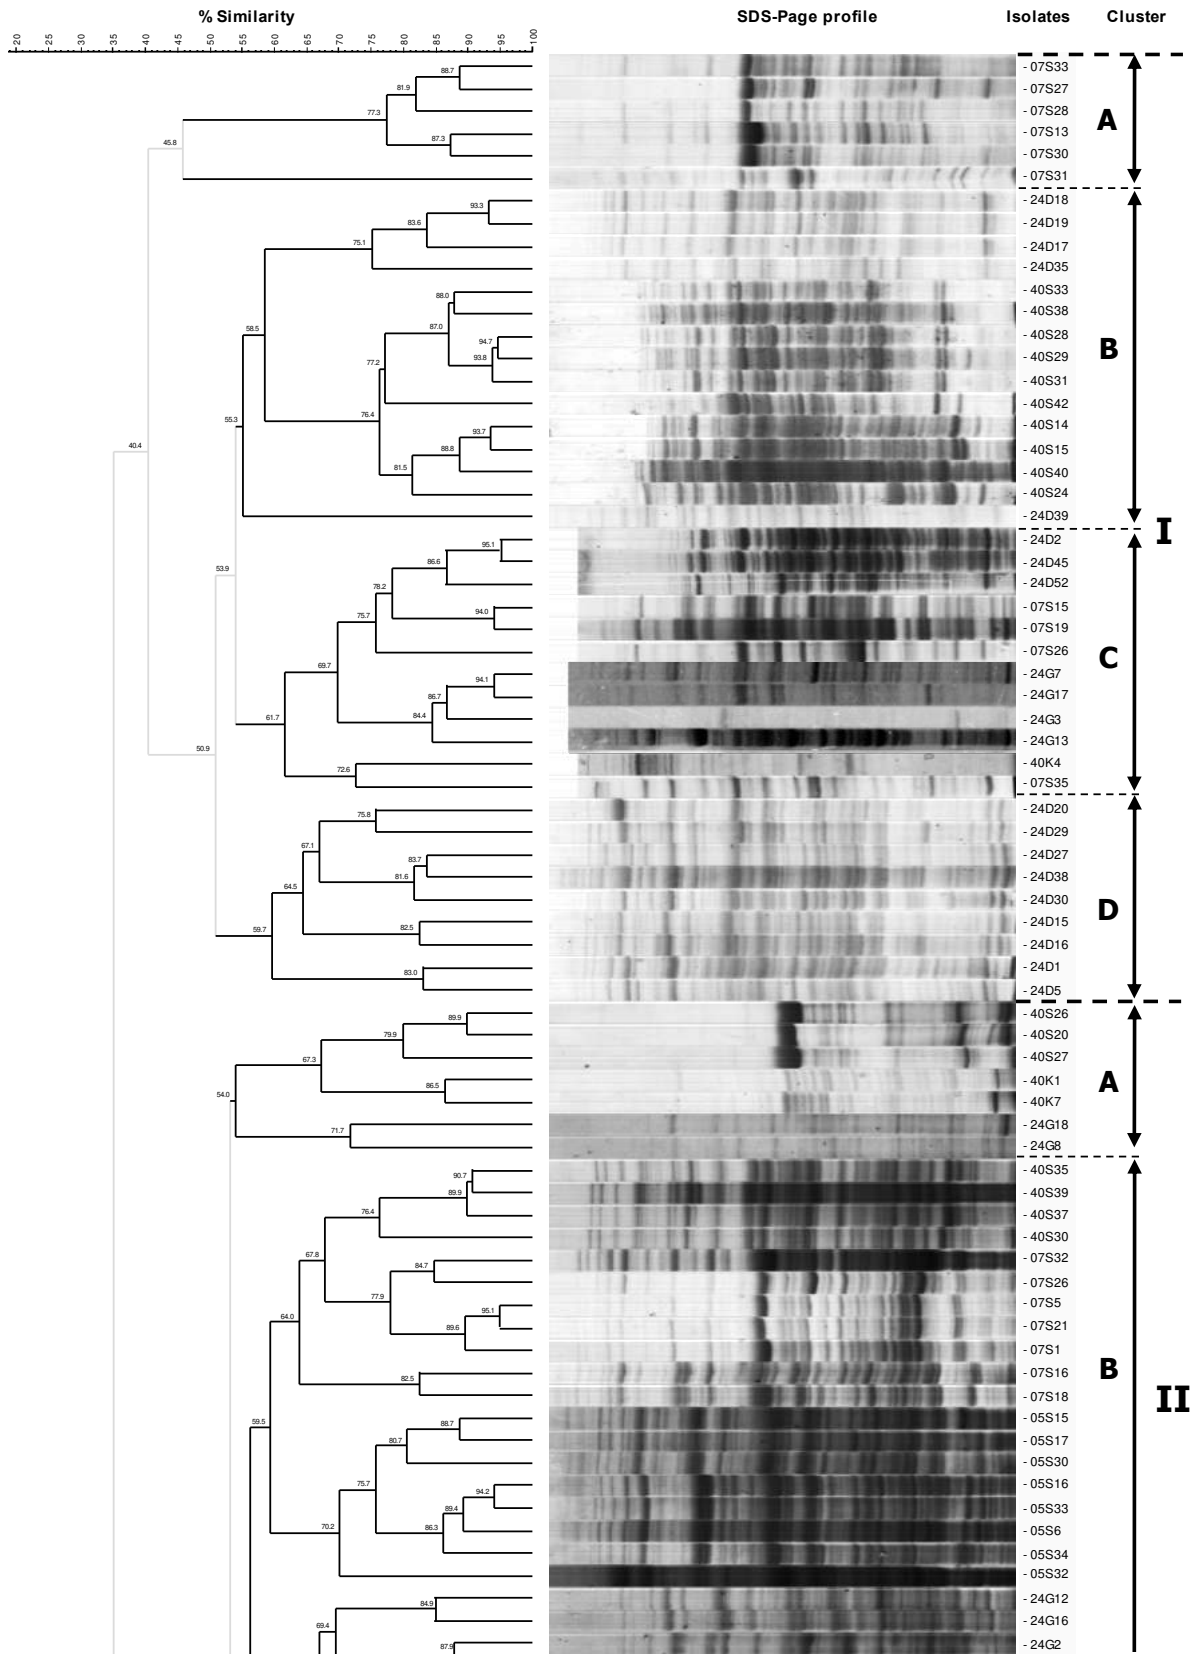 % Similarity SDS-Page profile Isolates Cluster
20 40 50 60 70 75 80 85 90 95 100
88.7 - 07S33
81.9 - 07S27
77.3 - 07S28 A
45.8 87.3 - 07S13
- 07S30
- 07S31
93.3 - 24D18
83.6 - 24D19
75.1 - 24D17
- 24D35
88.0 - 40S33
58.5 87.0 - 40S38
94.7 - 40S28
77.2 93.8 - 40S29 B
- 40S31
- 40S42
55.3 76.4 93.7 - 40S14
40.4 88.8 - 40S15
81.5 - 40S40
- 40S24
- 24D39
I
95.1 - 24D2
86.6 - 24D45
53.9 78.2 - 24D52
75.7 94.0 - 07S15
- 07S19
69.7 - 07S26 C
94.1 - 24G7
86.7 - 24G17
61.7 84.4 - 24G3
- 24G13
50.9 72.6 - 40K4
- 07S35
75.8 - 24D20
67.1 - 24D29
83.7 - 24D27
64.5 81.6 - 24D38
- 24D30 D
59.7 82.5 - 24D15
- 24D16
83.0 - 24D1
- 24D5
89.9 - 40S26
79.9 - 40S20
67.3 - 40S27
86.5 - 40K1 A
54.0 - 40K7
71.7 - 24G18
- 24G8
90.7 - 40S35
89.9 - 40S39
76.4 - 40S37
- 40S30
67.8 84.7 - 07S32
77.9 - 07S26
95.1 - 07S5
64.0 89.6 - 07S21
- 07S1
82.5 - 07S16 B
- 07S18 II
59.5 88.7 - 05S15
80.7 - 05S17
- 05S30
75.7 94.2 - 05S16
89.4 - 05S33
70.2 86.3 - 05S6
- 05S34
- 05S32
84.9 - 24G12
69.4 - 24G16
87.9 - 24G2